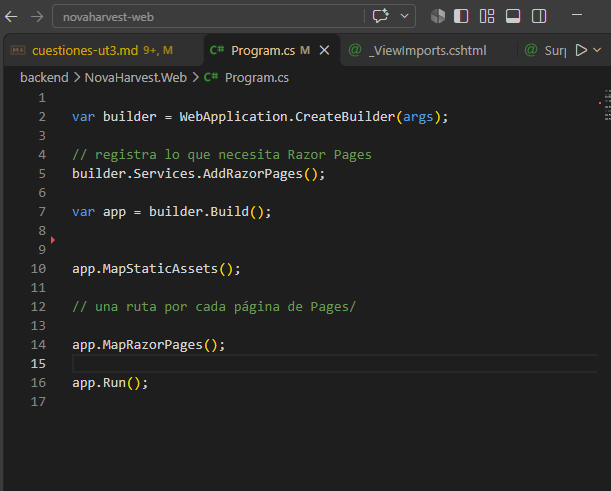 novaharvest-web
cuestiones-ut3.md 9+, M
C# Program.cs M
@ _ViewImports.cshtml
@
backend > NovaHarvest.Web > C# Program.cs
1
2 var builder = WebApplication.CreateBuilder(args);
3
4 // registra lo que necesita Razor Pages
5 builder.Services.AddRazorPages();
6
7 var app = builder.Build();
8
9
10 app.MapStaticAssets();
11
12 // una ruta por cada página de Pages/
13
14 app.MapRazorPages();
15
16 app.Run();
17